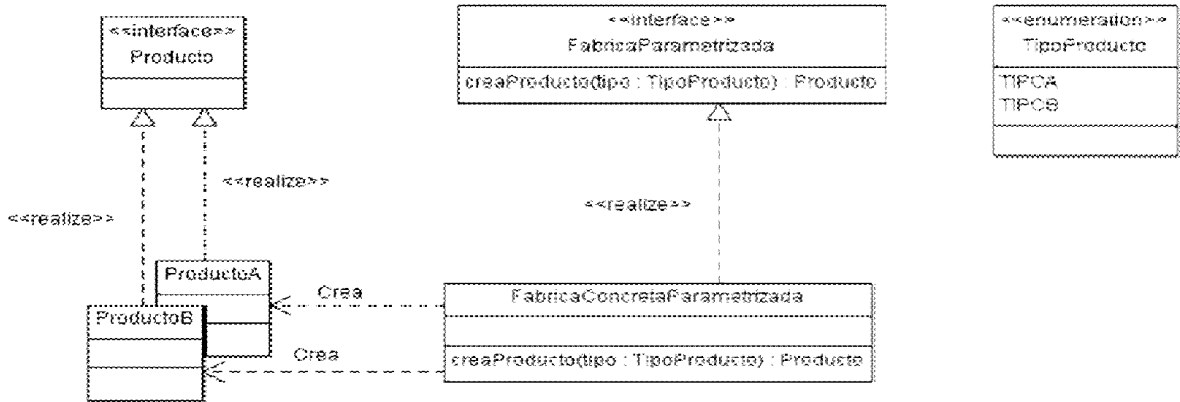 <<interface>>
Producto
<<interface>>
FabricaParametrizada
creaProducto(tipo : TipoProducto) : Producto
<<enumeration>>
TipoProducto
TIPOA
TIPOB
<<realize>>
<<realize>>
<<realize>>
ProductoA
ProductoB
Crea
Crea
FabricaConcretaParametrizada
creaProducto(tipo : TipoProducto) : Producto